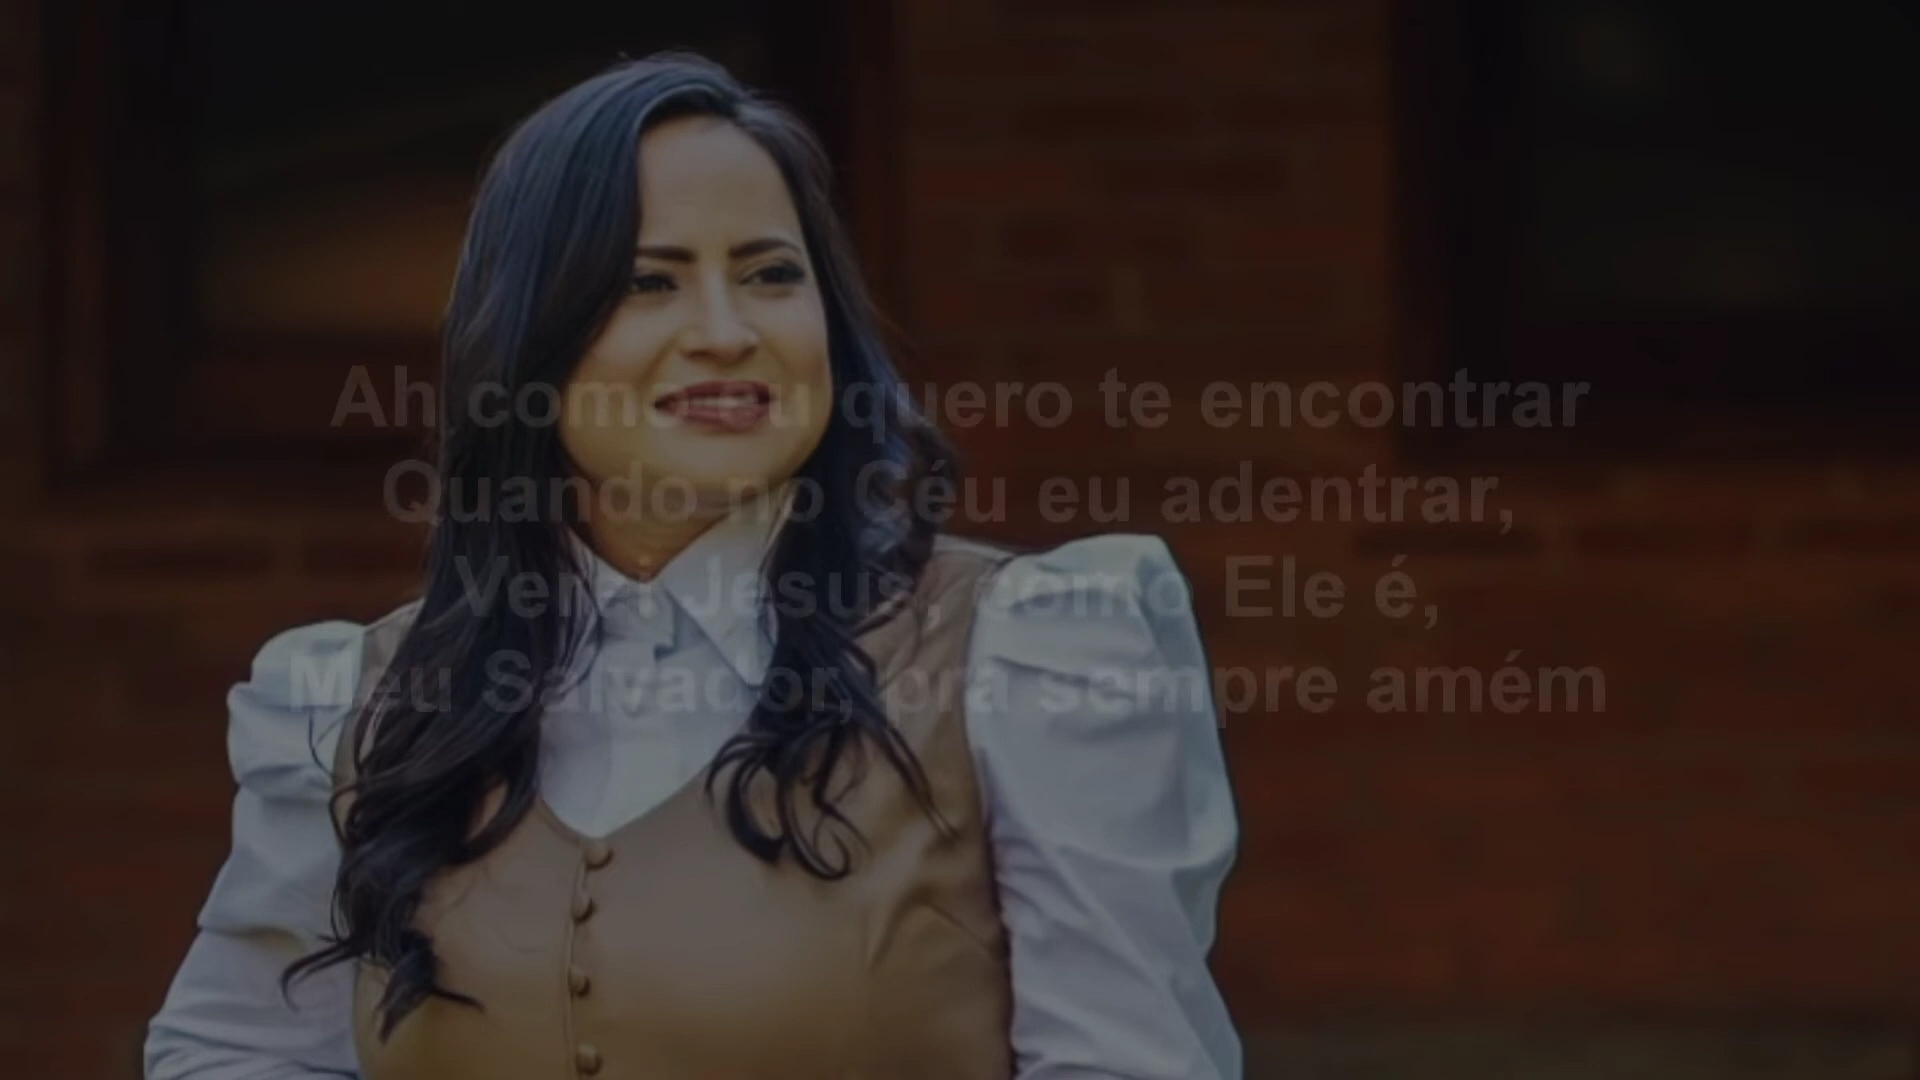 Ah como eu quero te encontrar
Quando no Céu eu adentrar,
Verei Jesus, como Ele é,
Meu Salvador, pra sempre amém